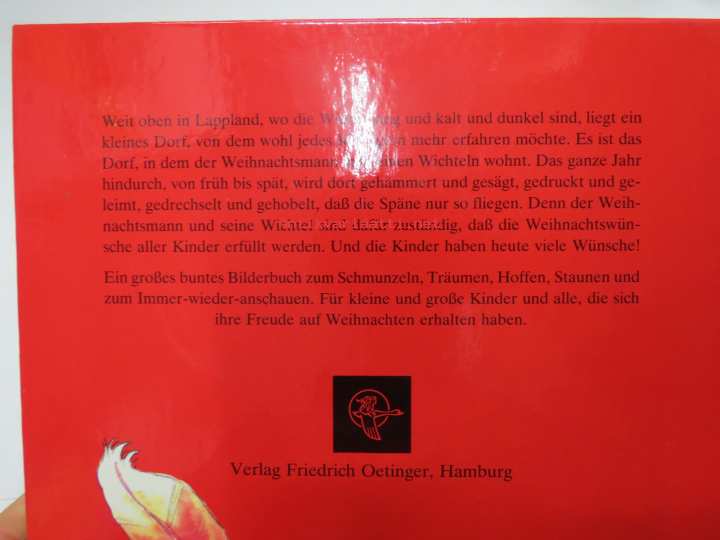 Weit oben in Lappland, wo die und kalt und dunkel sind, liegt ein
kleines Dorf, von dem wohl jedes mehr erfahren möchte. Es ist das
Dorf, in dem der Weihnachtsmann Wichteln wohnt. Das ganze Jahr
hindurch, von früh bis spät, wird dort gehämmert und gesägt, gedruckt und ge-
leimt, gedrechselt und gehobelt, daß die Späne nur so fliegen. Denn der Weih-
nachtsmann und seine Wichtel sind dafür zuständig, daß die Weihnachtswün-
sche aller Kinder erfüllt werden. Und die Kinder haben heute viele Wünsche!
Ein großes buntes Bilderbuch zum Schmunzeln, Träumen, Hoffen, Staunen und
zum Immer-wieder-anschauen. Für kleine und große Kinder und alle, die sich
ihre Freude auf Weihnachten erhalten haben.
Verlag Friedrich Oetinger, Hamburg